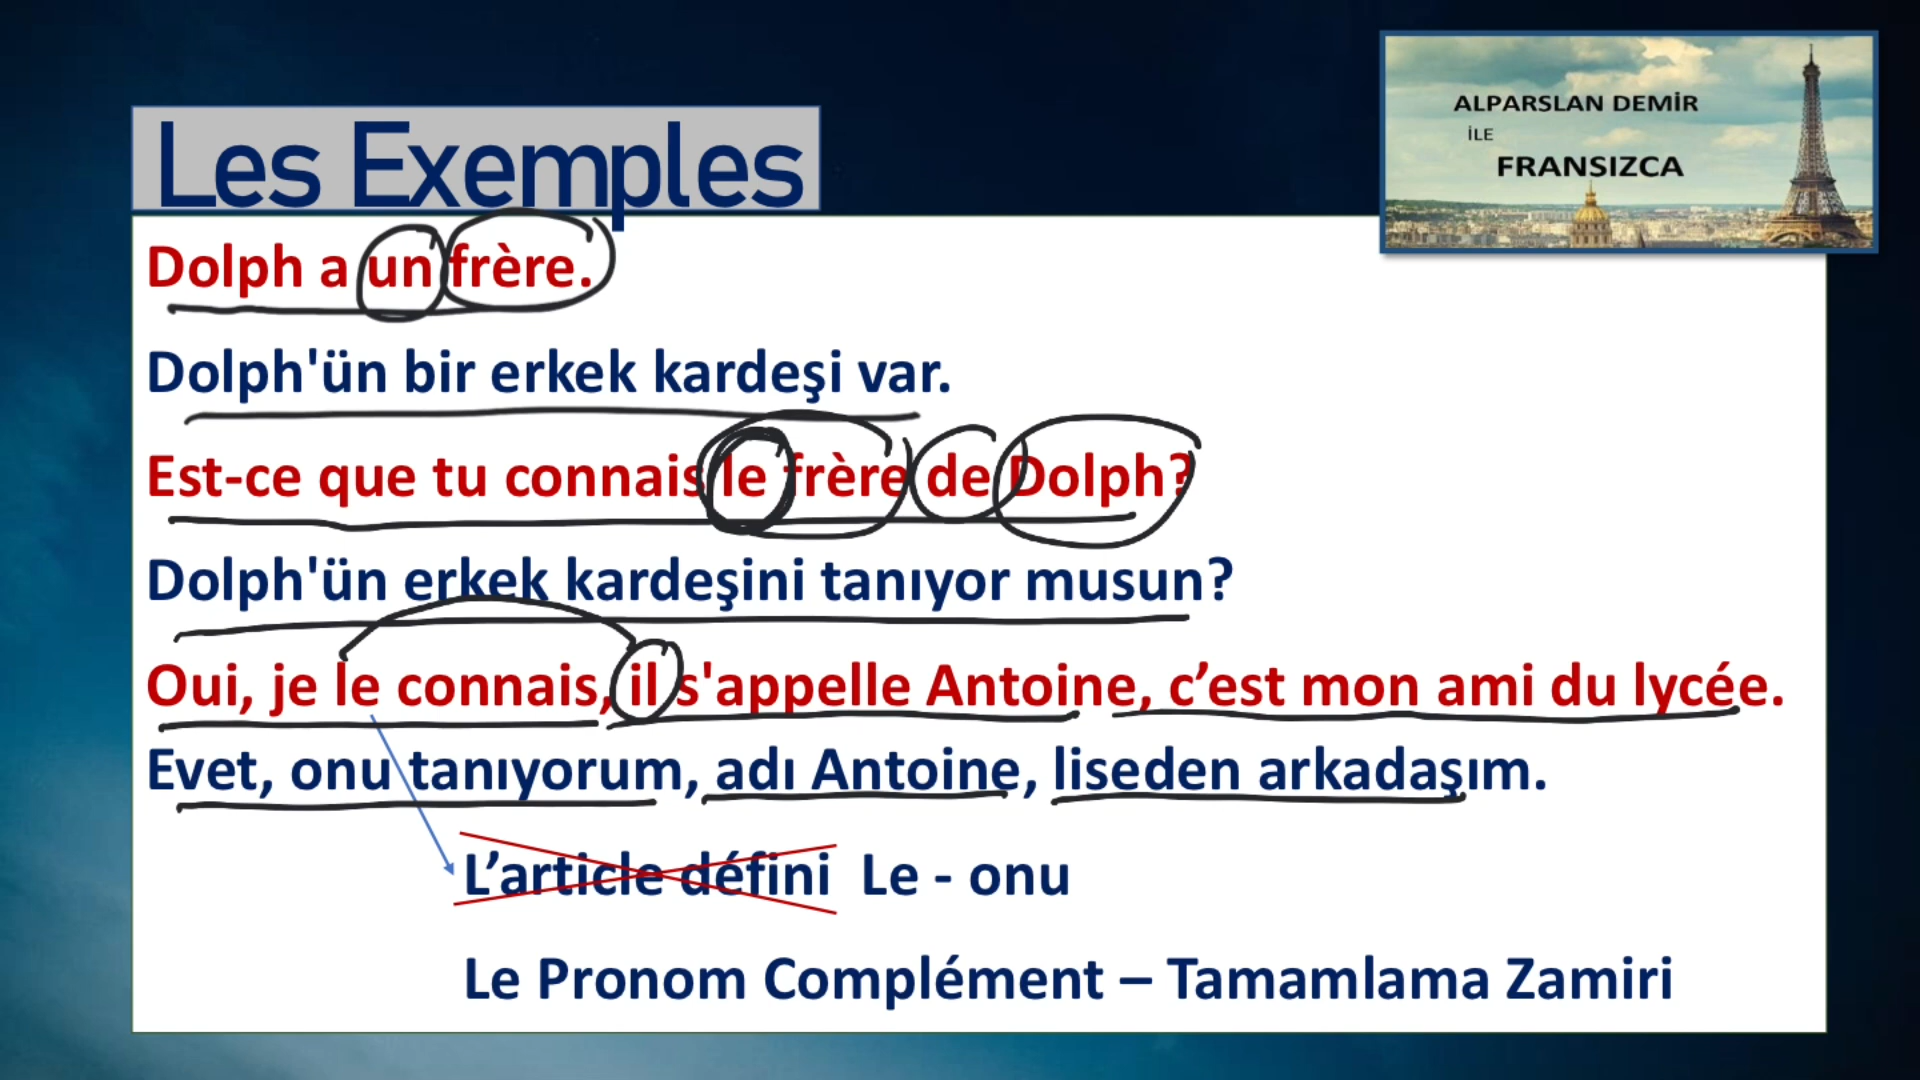 ALPARSLAN DEMİR
İLE
FRANSIZCA
Les Exemples
Dolph a un frère.
Dolph'ün bir erkek kardeşi var.
Est-ce que tu connais le frère de Dolph?
Dolph'ün erkek kardeşini tanıyor musun?
Oui, je le connais, il s'appelle Antoine, c’est mon ami du lycée.
Evet, onu tanıyorum, adı Antoine, liseden arkadaşım.
L’article défini Le - onu
Le Pronom Complément – Tamamlama Zamiri